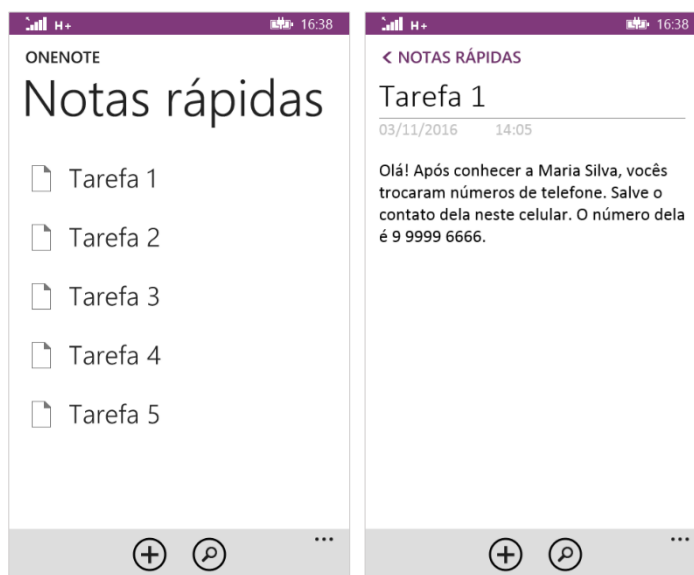 H+ 16:38
ONENOTE
Notas rápidas
Tarefa 1
Tarefa 2
Tarefa 3
Tarefa 4
Tarefa 5
H+ 16:38
< NOTAS RÁPIDAS
Tarefa 1
03/11/2016 14:05
Olá! Após conhecer a Maria Silva, vocês
trocaram números de telefone. Salve o
contato dela neste celular. O número dela
é 9 9999 6666.